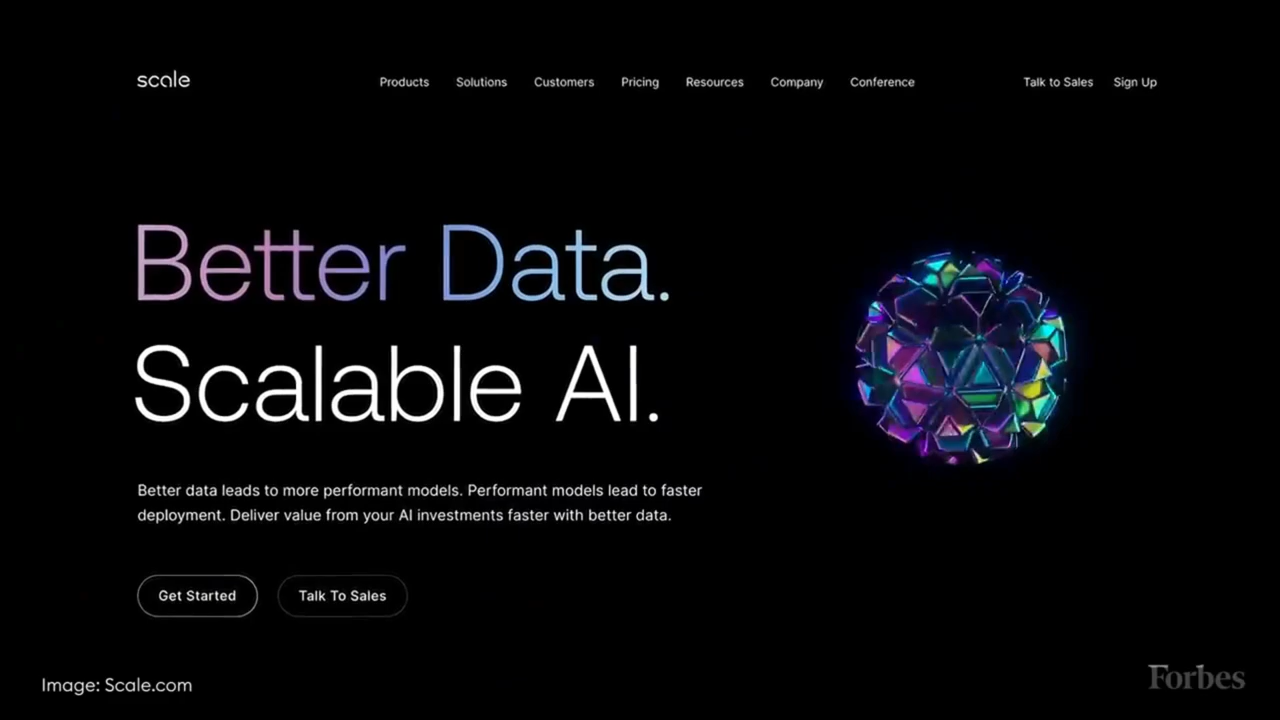 scale
Products Solutions Customers Pricing Resources Company Conference
Talk to Sales Sign Up
Better Data.
Scalable AI.
Better data leads to more performant models. Performant models lead to faster
deployment. Deliver value from your AI investments faster with better data.
Get Started
Talk To Sales
Image: Scale.com
Forbes